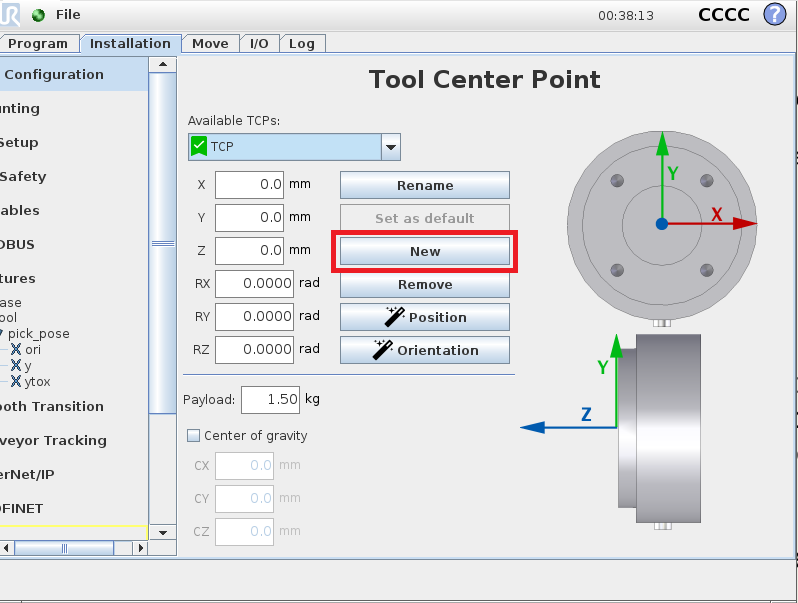 File 00:38:13 CCCC ?
Program Installation Move I/O Log
Configuration
nting
Setup
Safety
ables
DBUS
tures
ase
ool
pick_pose
ori
y
ytox
ooth Transition
veyor Tracking
erNet/IP
OFINET
Tool Center Point
Available TCPs:
TCP
X 0.0 mm
Y 0.0 mm
Z 0.0 mm
RX 0.0000 rad
RY 0.0000 rad
RZ 0.0000 rad
Rename
Set as default
New
Remove
Position
Orientation
Payload: 1.50 kg
Center of gravity
CX 0.0 mm
CY 0.0 mm
CZ 0.0 mm
Y
X
Y
Z